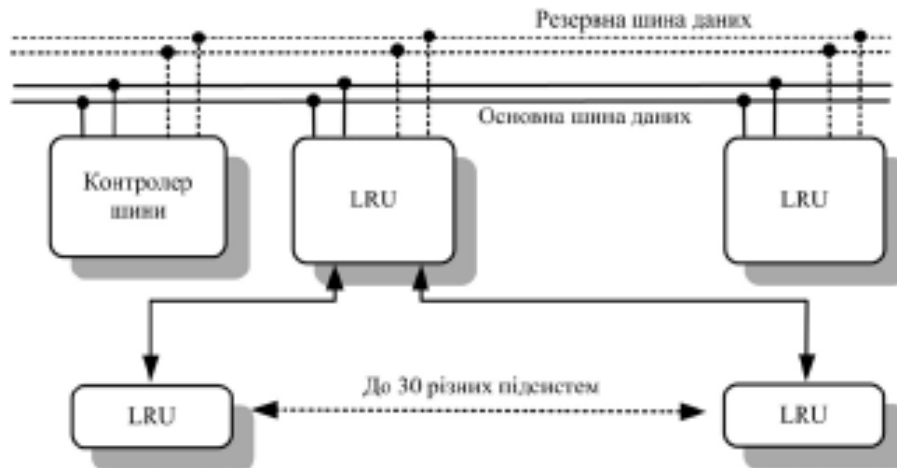 Резервна шина даних
Основна шина даних
Контролер
шини
LRU
LRU
До 30 різних підсистем
LRU
LRU